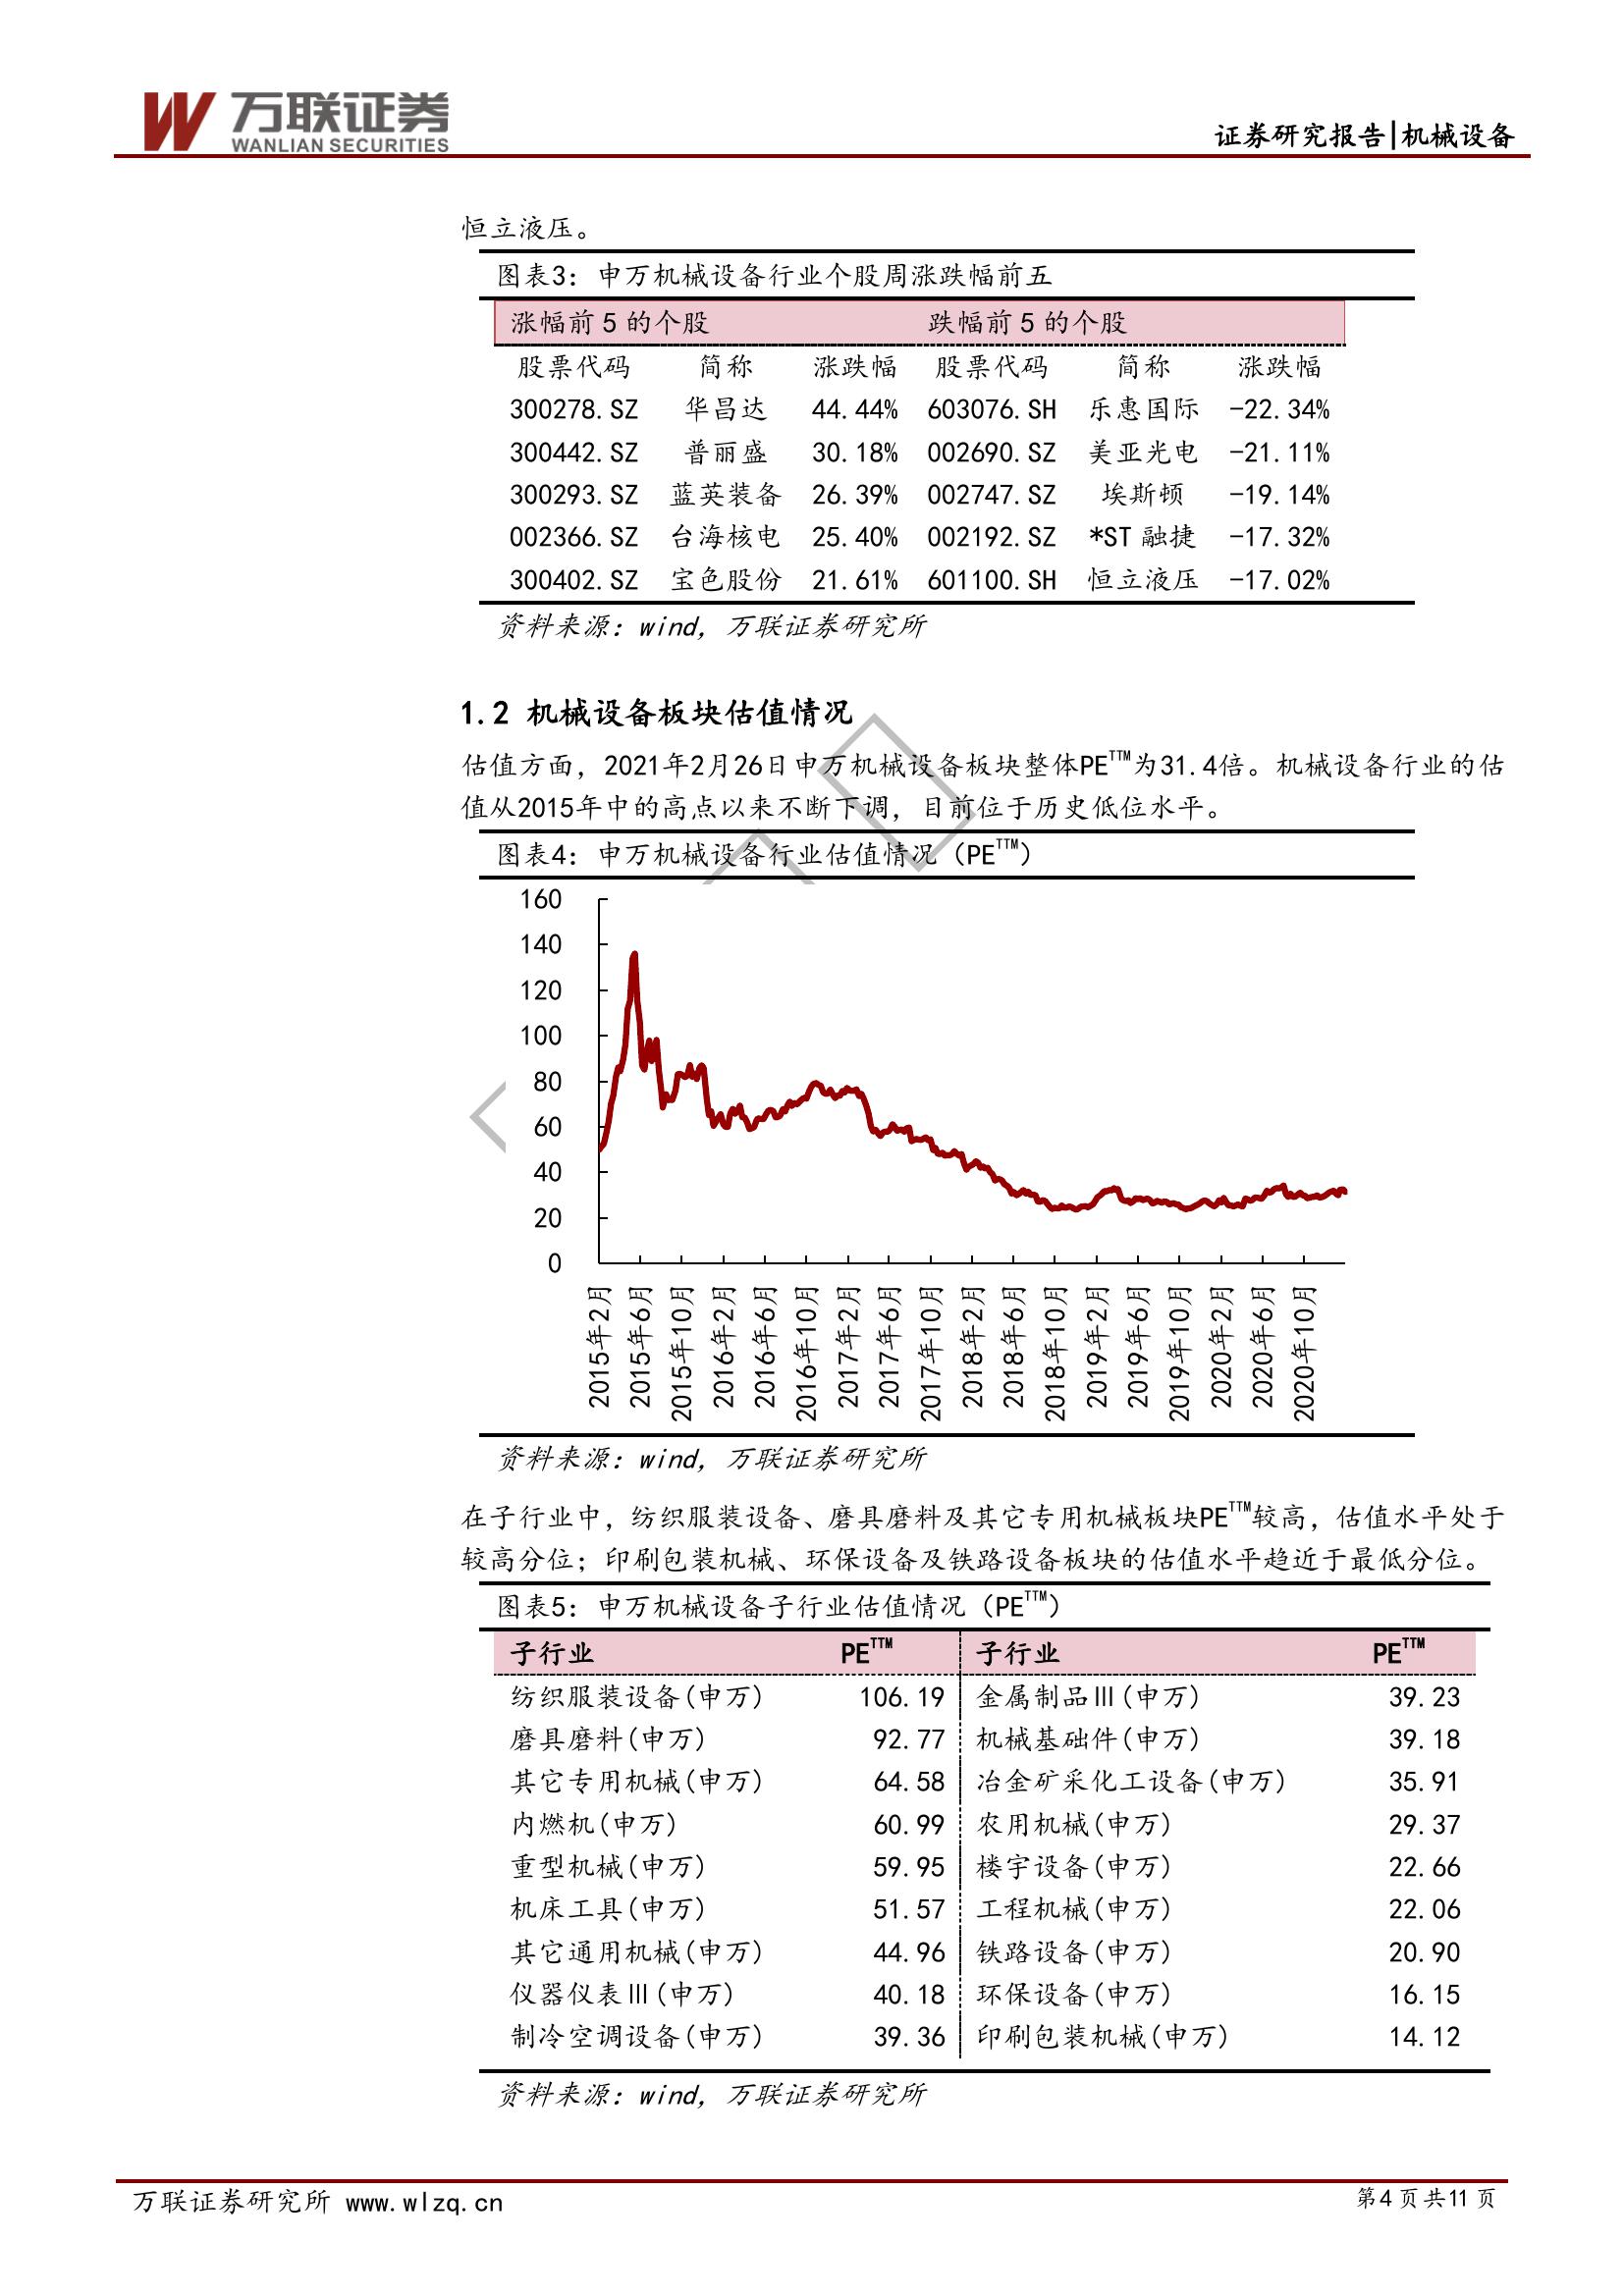 万联证券
WANLIAN SECURITIES
证券研究报告|机械设备
恒立液压。
图表3：申万机械设备行业个股周涨跌幅前五
涨幅前 5 的个股 跌幅前 5 的个股
股票代码 简称 涨跌幅 股票代码 简称 涨跌幅
300278.SZ 华昌达 44.44% 603076.SH 乐惠国际 -22.34%
300442.SZ 普丽盛 30.18% 002690.SZ 美亚光电 -21.11%
300293.SZ 蓝英装备 26.39% 002747.SZ 埃斯顿 -19.14%
002366.SZ 台海核电 25.40% 002192.SZ *ST 融捷 -17.32%
300402.SZ 宝色股份 21.61% 601100.SH 恒立液压 -17.02%
资料来源：wind，万联证券研究所
1.2 机械设备板块估值情况
估值方面，2021年2月26日申万机械设备板块整体PE^TTM为31.4倍。机械设备行业的估
值从2015年中的高点以来不断下调，目前位于历史低位水平。
图表4：申万机械设备行业估值情况（PE^TTM）
160
140
120
100
80
60
40
20
0
2015年2月 2015年6月 2015年10月 2016年2月 2016年6月 2016年10月 2017年2月 2017年6月 2017年10月 2018年2月 2018年6月 2018年10月 2019年2月 2019年6月 2019年10月 2020年2月 2020年6月 2020年10月
资料来源：wind，万联证券研究所
在子行业中，纺织服装设备、磨具磨料及其它专用机械板块PE^TTM较高，估值水平处于
较高分位；印刷包装机械、环保设备及铁路设备板块的估值水平趋近于最低分位。
图表5：申万机械设备子行业估值情况（PE^TTM）
子行业 PE^TTM 子行业 PE^TTM
纺织服装设备(申万) 106.19 金属制品Ⅲ(申万) 39.23
磨具磨料(申万) 92.77 机械基础件(申万) 39.18
其它专用机械(申万) 64.58 冶金矿采化工设备(申万) 35.91
内燃机(申万) 60.99 农用机械(申万) 29.37
重型机械(申万) 59.95 楼宇设备(申万) 22.66
机床工具(申万) 51.57 工程机械(申万) 22.06
其它通用机械(申万) 44.96 铁路设备(申万) 20.90
仪器仪表Ⅲ(申万) 40.18 环保设备(申万) 16.15
制冷空调设备(申万) 39.36 印刷包装机械(申万) 14.12
资料来源：wind，万联证券研究所
万联证券研究所 www.wlzq.cn 第4页共11页